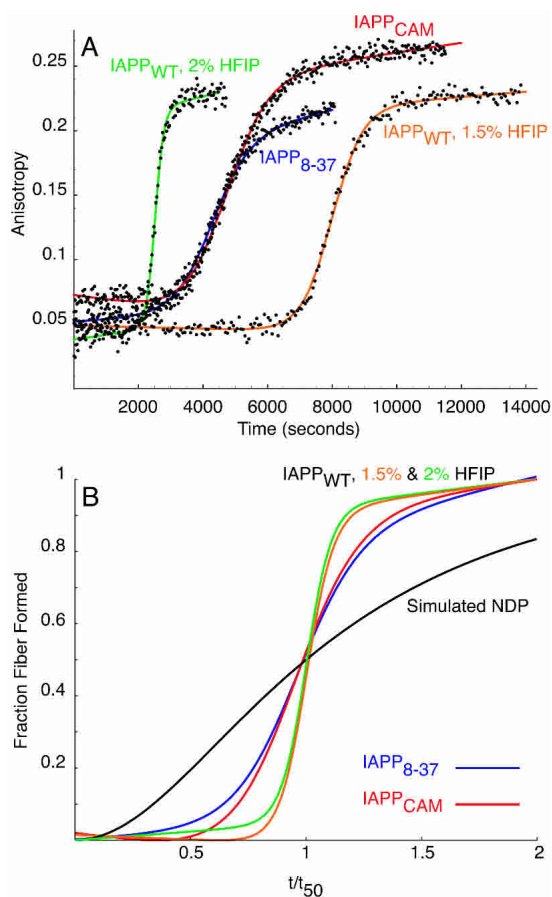 A
IAPPCAM
IAPPWT, 2% HFIP
IAPPWT, 1.5% HFIP
IAPP8-37
Anisotropy
0.25
0.2
0.15
0.1
0.05
2000 4000 6000 8000 10000 12000 14000
Time (seconds)
B
IAPPWT, 1.5% & 2% HFIP
Simulated NDP
Fraction Fiber Formed
1
0.8
0.6
0.4
0.2
IAPP8-37
IAPPCAM
0.5 1 1.5 2
t/t50